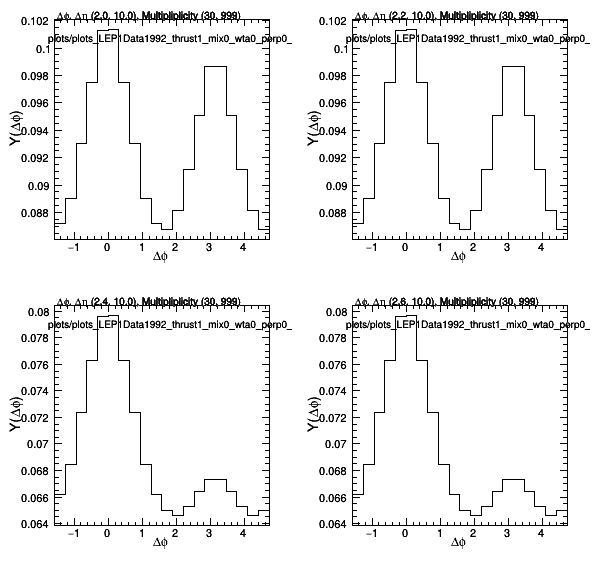 Δφ, Δη (2.0, 10.0), Multipliplicity (30, 999)
plots/plots_LEP1Data1992_thrust1_mix0_wta0_perp0_
0.102
0.1
0.098
0.096
0.094
0.092
0.09
0.088
Y(Δφ)
−1 0 1 2 3 4
Δφ
Δφ, Δη (2.2, 10.0), Multipliplicity (30, 999)
plots/plots_LEP1Data1992_thrust1_mix0_wta0_perp0_
0.102
0.1
0.098
0.096
0.094
0.092
0.09
0.088
Y(Δφ)
−1 0 1 2 3 4
Δφ
Δφ, Δη (2.4, 10.0), Multipliplicity (30, 999)
plots/plots_LEP1Data1992_thrust1_mix0_wta0_perp0_
0.08
0.078
0.076
0.074
0.072
0.07
0.068
0.066
0.064
Y(Δφ)
−1 0 1 2 3 4
Δφ
Δφ, Δη (2.6, 10.0), Multipliplicity (30, 999)
plots/plots_LEP1Data1992_thrust1_mix0_wta0_perp0_
0.08
0.078
0.076
0.074
0.072
0.07
0.068
0.066
0.064
Y(Δφ)
−1 0 1 2 3 4
Δφ